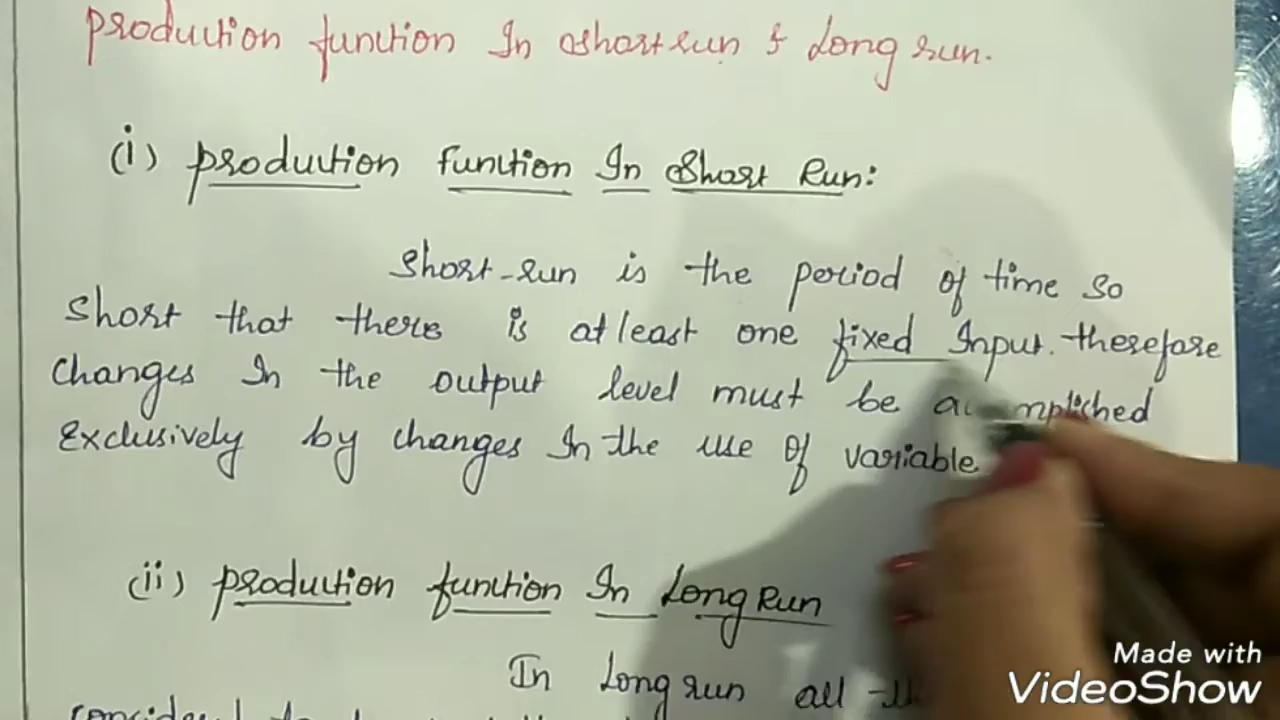 production function In short run & Long run.
(i) production function In Short Run:
Short-run is the period of time so
short that there is at least one fixed Input. therefore
changes In the output level must be
Exclusively by changes In the use of variable
(ii) production function In Long Run
In Long run all
Made with
VideoShow